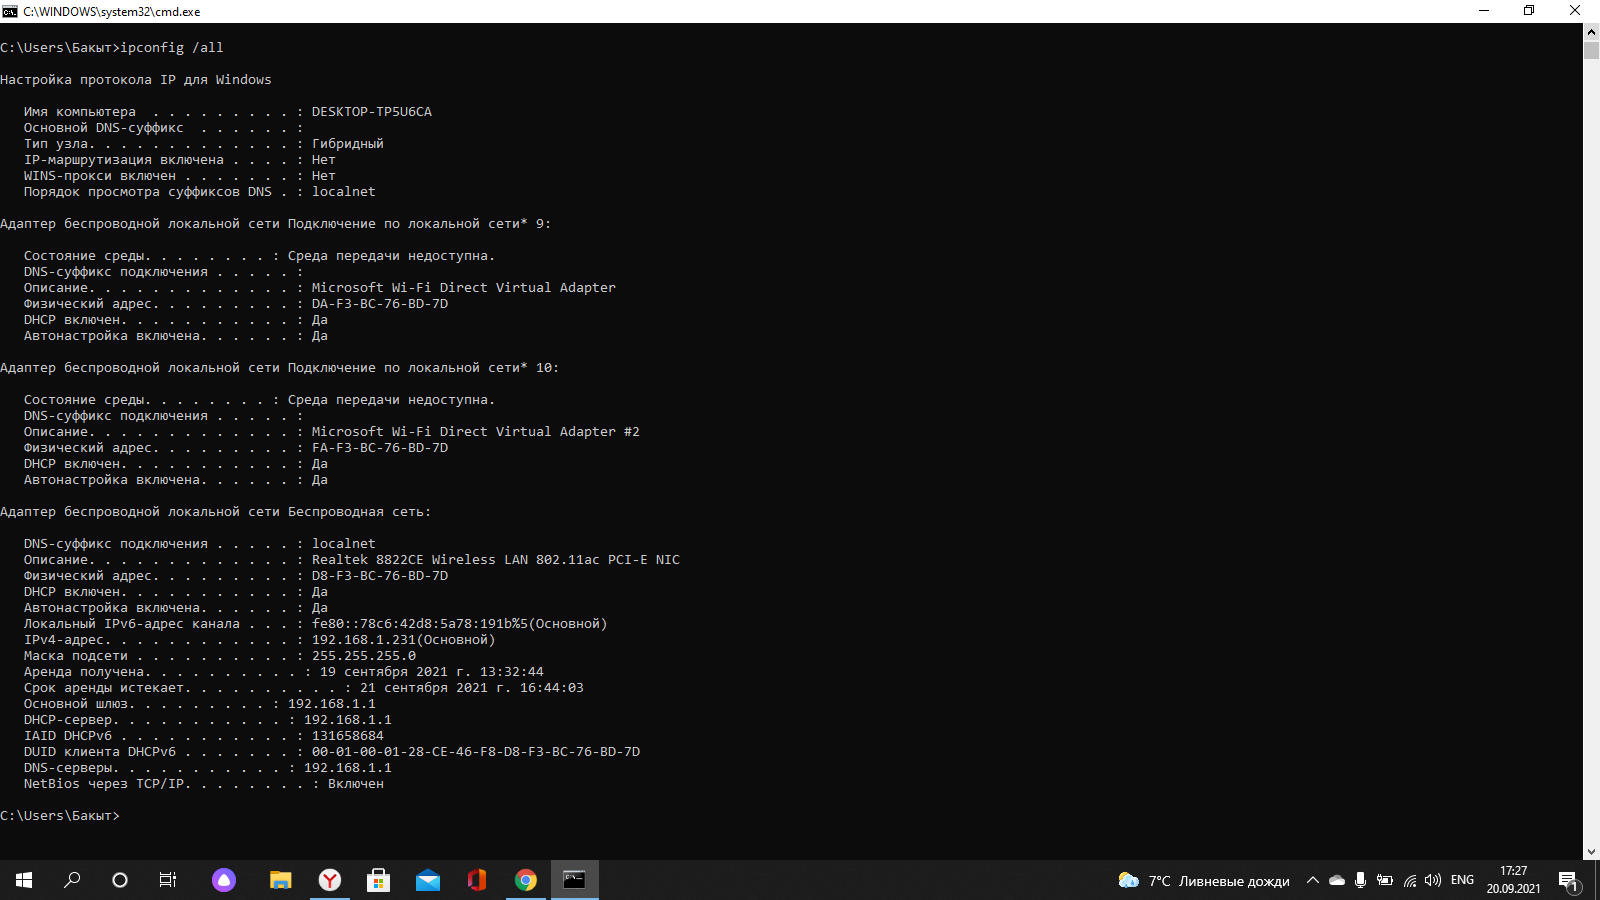 C:\WINDOWS\system32\cmd.exe
C:\Users\Бакыт>ipconfig /all
Настройка протокола IP для Windows
Имя компьютера  . . . . . . . . . : DESKTOP-TP5U6CA
Основной DNS-суффикс  . . . . . . :
Тип узла. . . . . . . . . . . . . : Гибридный
IP-маршрутизация включена . . . . : Нет
WINS-прокси включен . . . . . . . : Нет
Порядок просмотра суффиксов DNS . : localnet
Адаптер беспроводной локальной сети Подключение по локальной сети* 9:
Состояние среды. . . . . . . . : Среда передачи недоступна.
DNS-суффикс подключения . . . . . :
Описание. . . . . . . . . . . . . : Microsoft Wi-Fi Direct Virtual Adapter
Физический адрес. . . . . . . . . : DA-F3-BC-76-BD-7D
DHCP включен. . . . . . . . . . . : Да
Автонастройка включена. . . . . . : Да
Адаптер беспроводной локальной сети Подключение по локальной сети* 10:
Состояние среды. . . . . . . . : Среда передачи недоступна.
DNS-суффикс подключения . . . . . :
Описание. . . . . . . . . . . . . : Microsoft Wi-Fi Direct Virtual Adapter #2
Физический адрес. . . . . . . . . : FA-F3-BC-76-BD-7D
DHCP включен. . . . . . . . . . . : Да
Автонастройка включена. . . . . . : Да
Адаптер беспроводной локальной сети Беспроводная сеть:
DNS-суффикс подключения . . . . . : localnet
Описание. . . . . . . . . . . . . : Realtek 8822CE Wireless LAN 802.11ac PCI-E NIC
Физический адрес. . . . . . . . . : D8-F3-BC-76-BD-7D
DHCP включен. . . . . . . . . . . : Да
Автонастройка включена. . . . . . : Да
Локальный IPv6-адрес канала . . . : fe80::78c6:42d8:5a78:191b%5(Основной)
IPv4-адрес. . . . . . . . . . . . : 192.168.1.231(Основной)
Маска подсети . . . . . . . . . . : 255.255.255.0
Аренда получена. . . . . . . . . . : 19 сентября 2021 г. 13:32:44
Срок аренды истекает. . . . . . . . . . : 21 сентября 2021 г. 16:44:03
Основной шлюз. . . . . . . . . : 192.168.1.1
DHCP-сервер. . . . . . . . . . . : 192.168.1.1
IAID DHCPv6 . . . . . . . . . . . : 131658684
DUID клиента DHCPv6 . . . . . . . : 00-01-00-01-28-CE-46-F8-D8-F3-BC-76-BD-7D
DNS-серверы. . . . . . . . . . . : 192.168.1.1
NetBios через TCP/IP. . . . . . . . : Включен
C:\Users\Бакыт>
7°C Ливневые дожди
ENG
17:27
20.09.2021
1